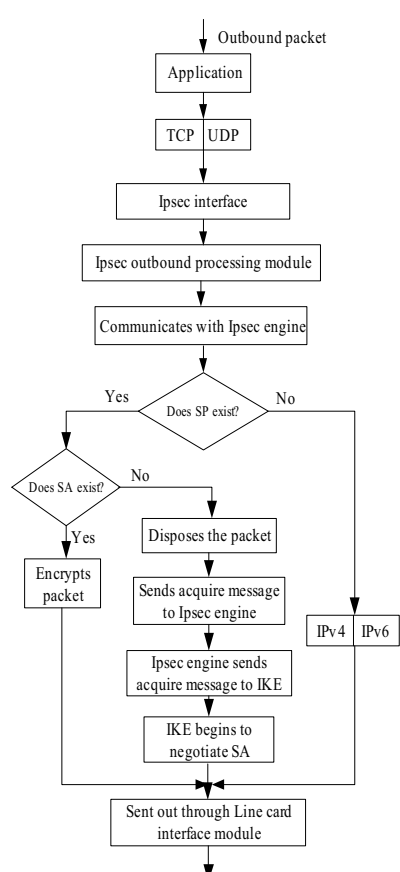 Outbound packet
Application
TCP UDP
Ipsec interface
Ipsec outbound processing module
Communicates with Ipsec engine
Does SP exist?
Yes
No
Does SA exist?
No
Yes
Encrypts
packet
Disposes the packet
Sends acquire message
to Ipsec engine
Ipsec engine sends
acquire message to IKE
IKE begins to
negotiate SA
IPv4 IPv6
Sent out through Line card
interface module